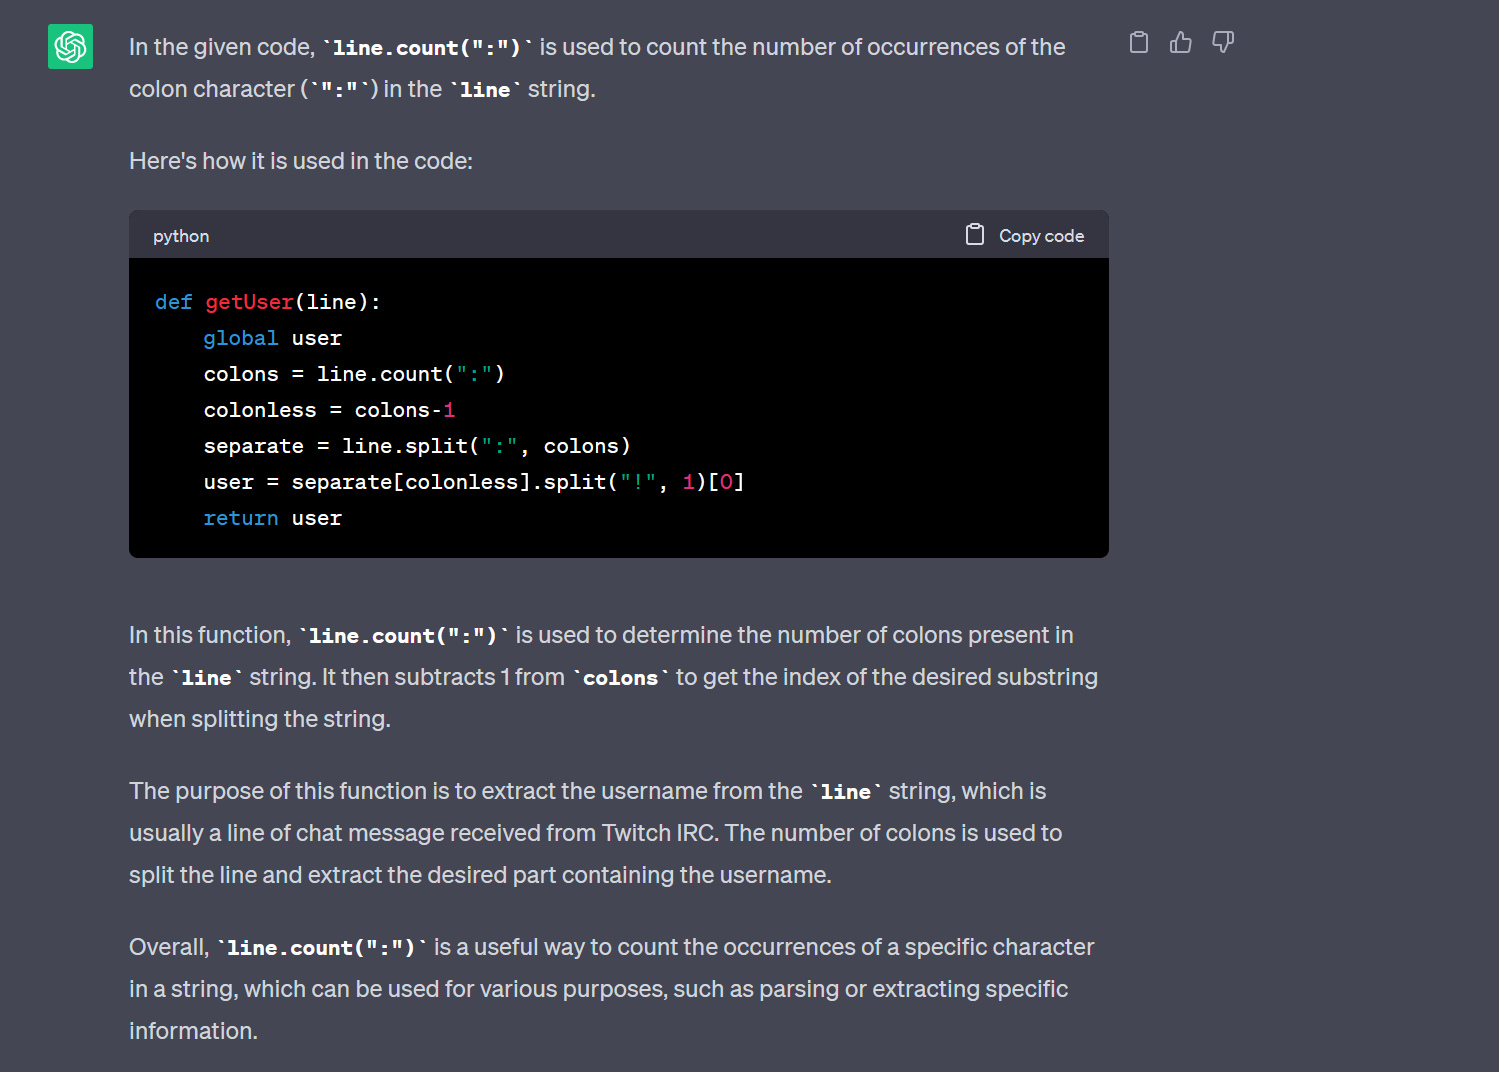 In the given code, `line.count(":")` is used to count the number of occurrences of the
colon character (`":"`) in the `line` string.
Here's how it is used in the code:
python
Copy code
def getUser(line):
    global user
    colons = line.count(":")
    colonless = colons-1
    separate = line.split(":", colons)
    user = separate[colonless].split("!", 1)[0]
    return user
In this function, `line.count(":")` is used to determine the number of colons present in
the `line` string. It then subtracts 1 from `colons` to get the index of the desired substring
when splitting the string.
The purpose of this function is to extract the username from the `line` string, which is
usually a line of chat message received from Twitch IRC. The number of colons is used to
split the line and extract the desired part containing the username.
Overall, `line.count(":")` is a useful way to count the occurrences of a specific character
in a string, which can be used for various purposes, such as parsing or extracting specific
information.